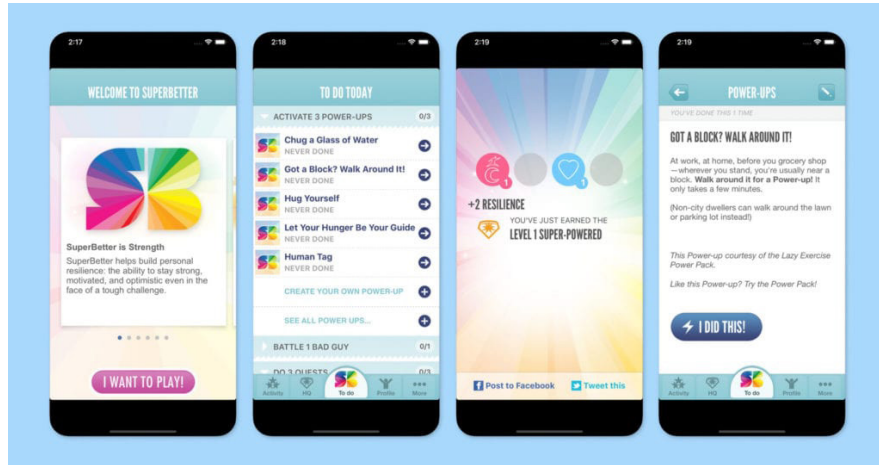 2:17
WELCOME TO SUPERBETTER
SuperBetter is Strength
SuperBetter helps build personal
resilience: the ability to stay strong,
motivated, and optimistic even in the
face of a tough challenge.
I WANT TO PLAY!
2:18
TO DO TODAY
ACTIVATE 3 POWER-UPS 0/3
Chug a Glass of Water
NEVER DONE
Got a Block? Walk Around It!
NEVER DONE
Hug Yourself
NEVER DONE
Let Your Hunger Be Your Guide
NEVER DONE
Human Tag
NEVER DONE
CREATE YOUR OWN POWER-UP
SEE ALL POWER UPS...
BATTLE 1 BAD GUY 0/1
DO 3 QUESTS 0/3
Activity HQ To do Profile More
2:19
1 1
+2 RESILIENCE
YOU'VE JUST EARNED THE
LEVEL 1 SUPER-POWERED
Post to Facebook Tweet this
2:19
POWER-UPS
YOU'VE DONE THIS 1 TIME
GOT A BLOCK? WALK AROUND IT!
At work, at home, before you grocery shop
—wherever you stand, you're usually near a
block. Walk around it for a Power-up! It
only takes a few minutes.
(Non-city dwellers can walk around the lawn
or parking lot instead!)
This Power-up courtesy of the Lazy Exercise
Power Pack.
Like this Power-up? Try the Power Pack!
I DID THIS!
Activity HQ To do Profile More